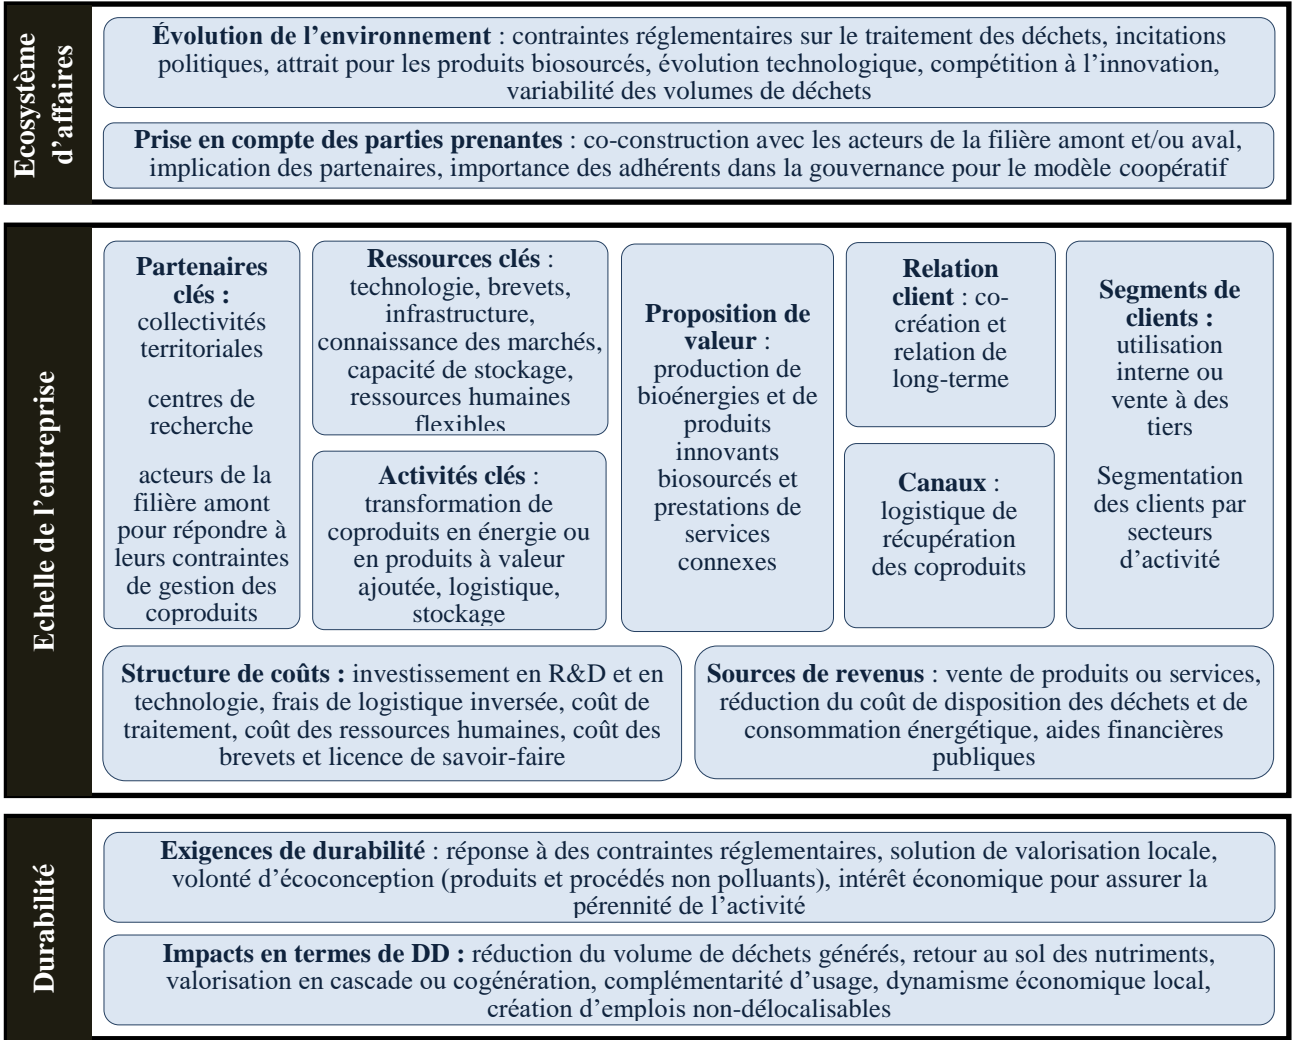 Ecosystème
d’affaires
Évolution de l’environnement : contraintes réglementaires sur le traitement des déchets, incitations
politiques, attrait pour les produits biosourcés, évolution technologique, compétition à l’innovation,
variabilité des volumes de déchets
Prise en compte des parties prenantes : co-construction avec les acteurs de la filière amont et/ou aval,
implication des partenaires, importance des adhérents dans la gouvernance pour le modèle coopératif
Echelle de l’entreprise
Partenaires
clés :
collectivités
territoriales
centres de
recherche
acteurs de la
filière amont
pour répondre à
leurs contraintes
de gestion des
coproduits
Ressources clés :
technologie, brevets,
infrastructure,
connaissance des marchés,
capacité de stockage,
ressources humaines
flexibles
Activités clés :
transformation de
coproduits en énergie ou
en produits à valeur
ajoutée, logistique,
stockage
Proposition de
valeur :
production de
bioénergies et de
produits
innovants
biosourcés et
prestations de
services
connexes
Relation
client : co-
création et
relation de
long-terme
Canaux :
logistique de
récupération
des coproduits
Segments de
clients :
utilisation
interne ou
vente à des
tiers
Segmentation
des clients par
secteurs
d’activité
Structure de coûts : investissement en R&D et en
technologie, frais de logistique inversée, coût de
traitement, coût des ressources humaines, coût des
brevets et licence de savoir-faire
Sources de revenus : vente de produits ou services,
réduction du coût de disposition des déchets et de
consommation énergétique, aides financières
publiques
Durabilité
Exigences de durabilité : réponse à des contraintes réglementaires, solution de valorisation locale,
volonté d’écoconception (produits et procédés non polluants), intérêt économique pour assurer la
pérennité de l’activité
Impacts en termes de DD : réduction du volume de déchets générés, retour au sol des nutriments,
valorisation en cascade ou cogénération, complémentarité d’usage, dynamisme économique local,
création d’emplois non-délocalisables